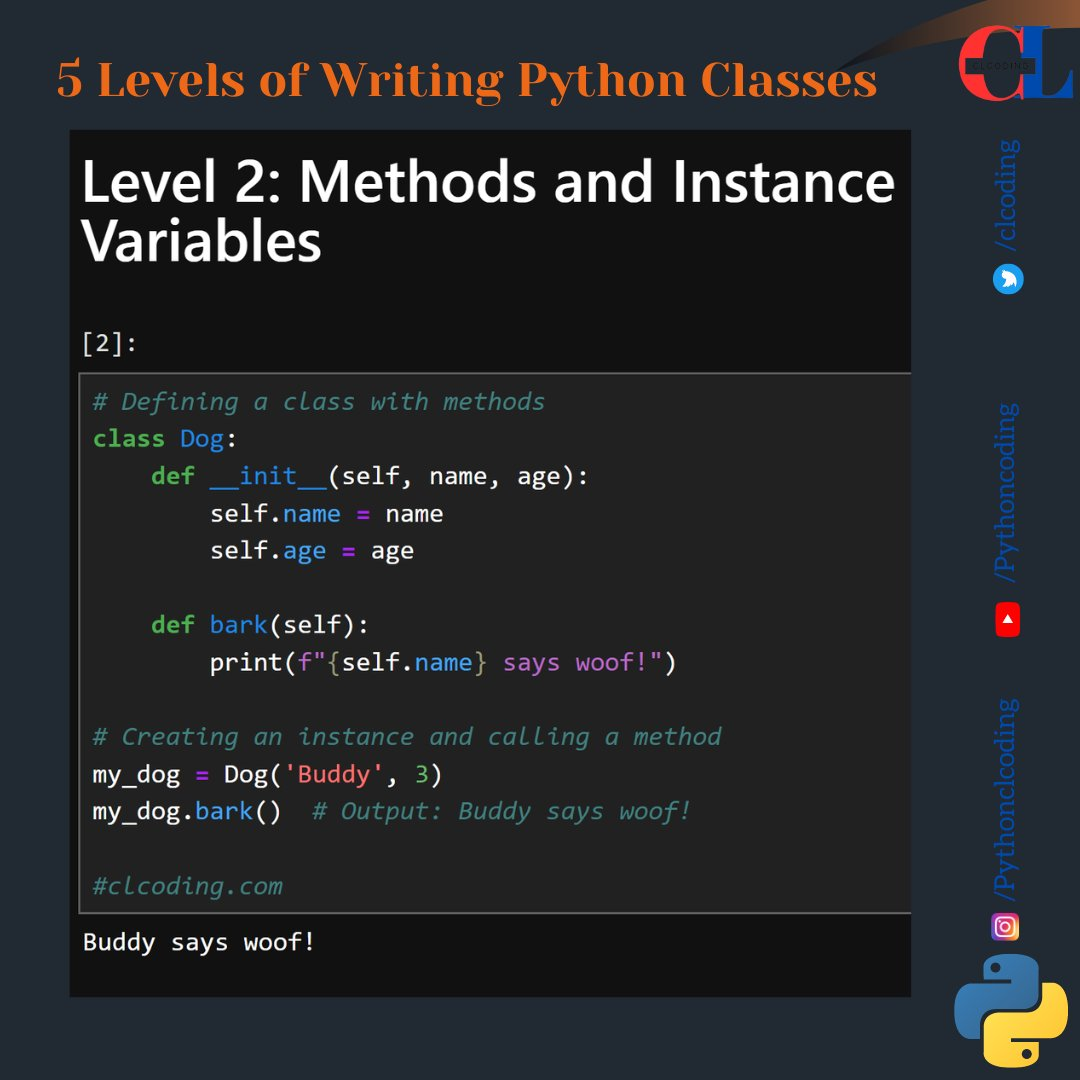 5 Levels of Writing Python Classes
CL
CLCODING
Level 2: Methods and Instance
Variables
[2]:
# Defining a class with methods
class Dog:
    def __init__(self, name, age):
        self.name = name
        self.age = age
    def bark(self):
        print(f"{self.name} says woof!")
# Creating an instance and calling a method
my_dog = Dog('Buddy', 3)
my_dog.bark()  # Output: Buddy says woof!
#clcoding.com
Buddy says woof!
/clcoding
/Pythoncoding
/Pythonclcoding